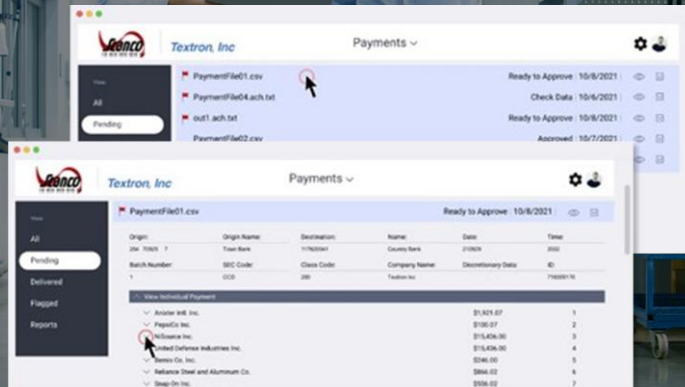 Textron, Inc
Payments
View
All
Pending
PaymentFile01.csv Ready to Approve 10/8/2021
PaymentFile04.ach.txt Check Data 10/6/2021
out1.ach.txt Ready to Approve 10/8/2021
PaymentFile02.csv Approved 10/7/2021
Textron, Inc
Payments
View
All
Pending
Delivered
Flagged
Reports
PaymentFile01.csv Ready to Approve 10/8/2021
Origin: Origin Name: Destination: Name: Date: Time:
Town Bank Country Bank 210928 2002
Batch Number: SEC Code: Class Code: Company Name: Discretionary Data: ID:
1 CCD 200 Textron Inc
View Individual Payment
Anixter Intl. Inc. $1,921.07 1
PepsiCo Inc. $100.07 2
NiSource Inc. $15,436.00 3
United Defense Industries Inc. $15,436.00 4
Bemis Co. Inc. $246.00 5
Reliance Steel and Aluminum Co. $866.02 6
Snap-On Inc. $506.02 7